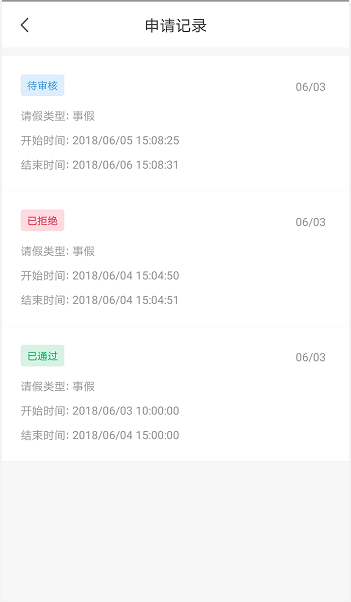 申请记录
待审核
06/03
请假类型: 事假
开始时间: 2018/06/05 15:08:25
结束时间: 2018/06/06 15:08:31
已拒绝
06/03
请假类型: 事假
开始时间: 2018/06/04 15:04:50
结束时间: 2018/06/04 15:04:51
已通过
06/03
请假类型: 事假
开始时间: 2018/06/03 10:00:00
结束时间: 2018/06/04 15:00:00